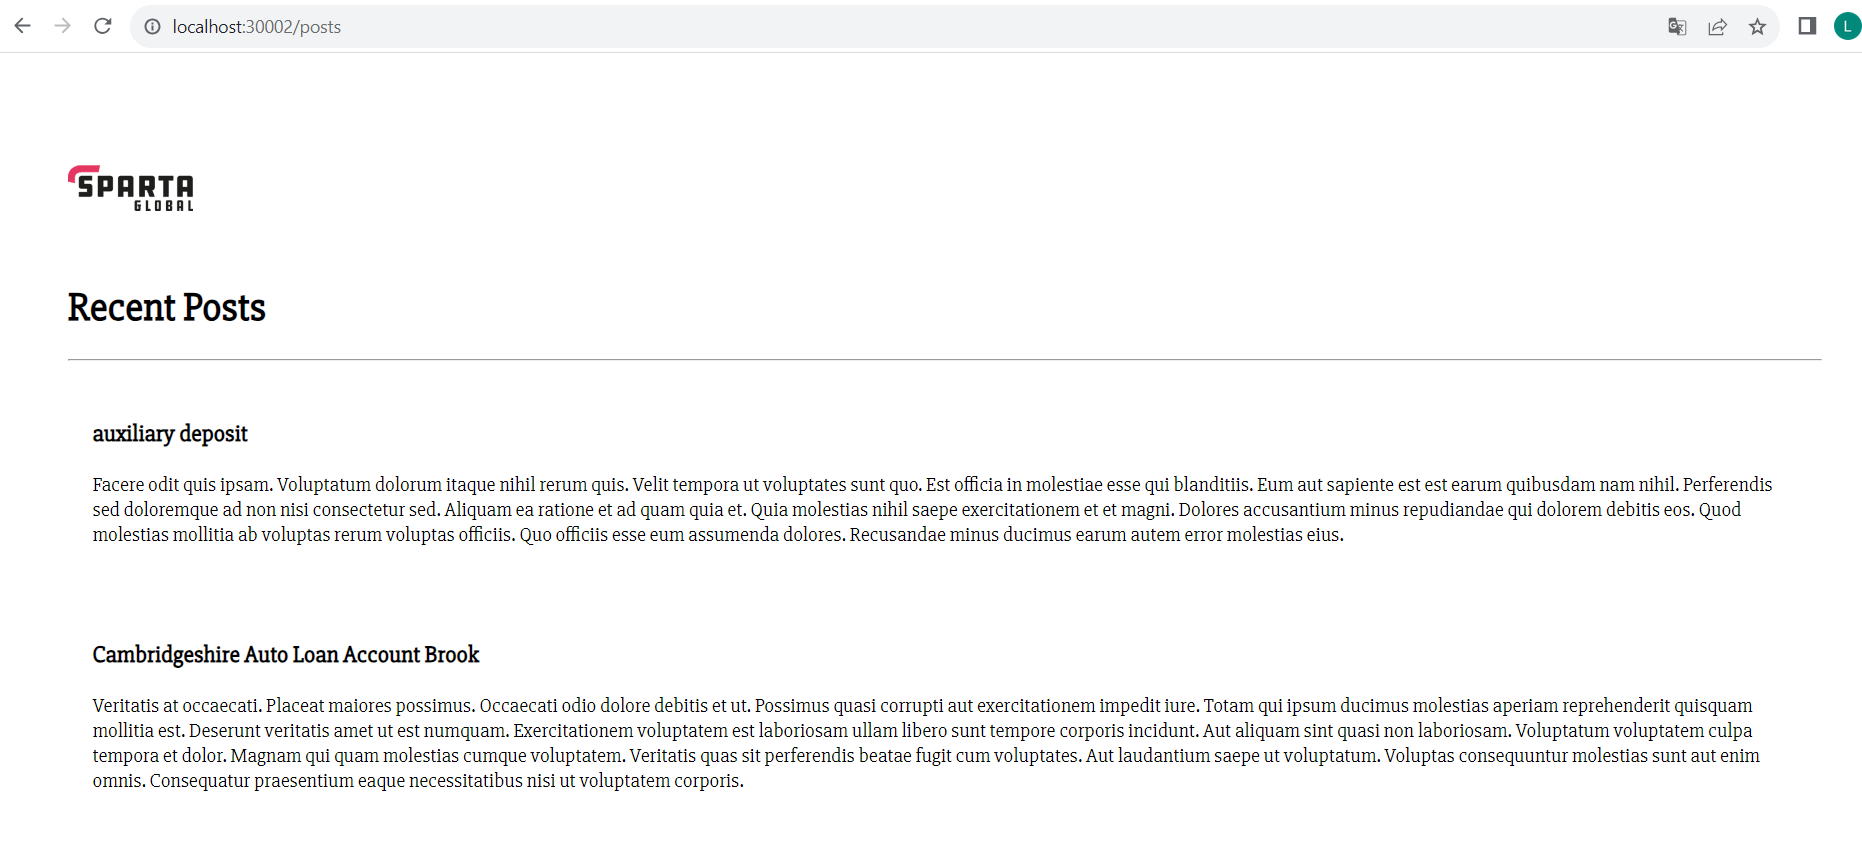 localhost:30002/posts
L
SPARTA
GLOBAL
Recent Posts
auxiliary deposit
Facere odit quis ipsam. Voluptatum dolorum itaque nihil rerum quis. Velit tempora ut voluptates sunt quo. Est officia in molestiae esse qui blanditiis. Eum aut sapiente est est earum quibusdam nam nihil. Perferendis
sed doloremque ad non nisi consectetur sed. Aliquam ea ratione et ad quam quia et. Quia molestias nihil saepe exercitationem et et magni. Dolores accusantium minus repudiandae qui dolorem debitis eos. Quod
molestias mollitia ab voluptas rerum voluptas officiis. Quo officiis esse eum assumenda dolores. Recusandae minus ducimus earum autem error molestias eius.
Cambridgeshire Auto Loan Account Brook
Veritatis at occaecati. Placeat maiores possimus. Occaecati odio dolore debitis et ut. Possimus quasi corrupti aut exercitationem impedit iure. Totam qui ipsum ducimus molestias aperiam reprehenderit quisquam
mollitia est. Deserunt veritatis amet ut est numquam. Exercitationem voluptatem est laboriosam ullam libero sunt tempore corporis incidunt. Aut aliquam sint quasi non laboriosam. Voluptatum voluptatem culpa
tempora et dolor. Magnam qui quam molestias cumque voluptatem. Veritatis quas sit perferendis beatae fugit cum voluptates. Aut laudantium saepe ut voluptatum. Voluptas consequuntur molestias sunt aut enim
omnis. Consequatur praesentium eaque necessitatibus nisi ut voluptatem corporis.